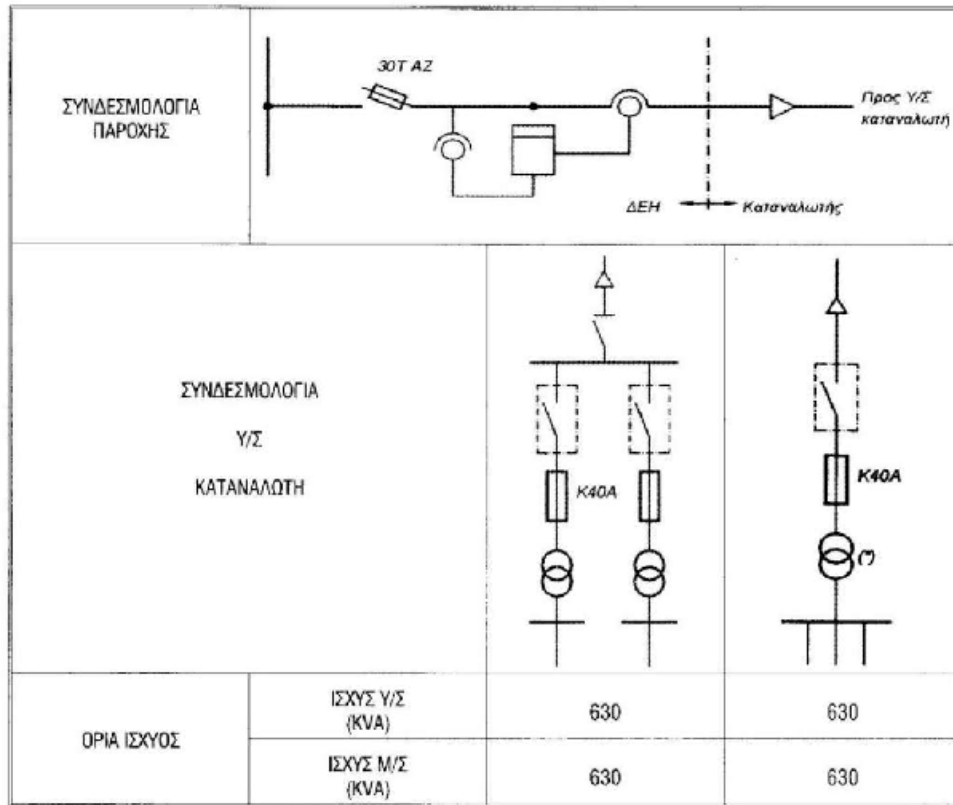 ΣΥΝΔΕΣΜΟΛΟΓΙΑ
ΠΑΡΟΧΗΣ
30T AZ
Προς Υ/Σ
καταναλωτή
ΔΕΗ
Καταναλωτής
ΣΥΝΔΕΣΜΟΛΟΓΙΑ
Υ/Σ
ΚΑΤΑΝΑΛΩΤΗ
K40A
K40A
(*)
ΟΡΙΑ ΙΣΧΥΟΣ
ΙΣΧΥΣ Υ/Σ
(KVA)
630
630
ΙΣΧΥΣ Μ/Σ
(KVA)
630
630